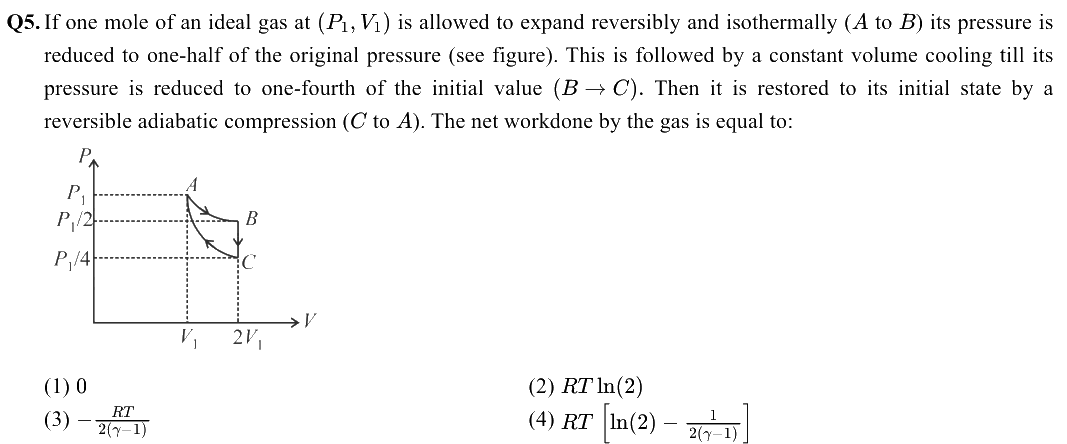 Q5. If one mole of an ideal gas at (P₁, V₁) is allowed to expand reversibly and isothermally (A to B) its pressure is
reduced to one-half of the original pressure (see figure). This is followed by a constant volume cooling till its
pressure is reduced to one-fourth of the initial value (B → C). Then it is restored to its initial state by a
reversible adiabatic compression (C to A). The net workdone by the gas is equal to:
P
P₁
A
P₁/2
B
P₁/4
C
V
V₁
2V₁
(1) 0
(2) RT ln(2)
(3) −RT/2(γ−1)
(4) RT [ln(2) − 1/2(γ−1)]